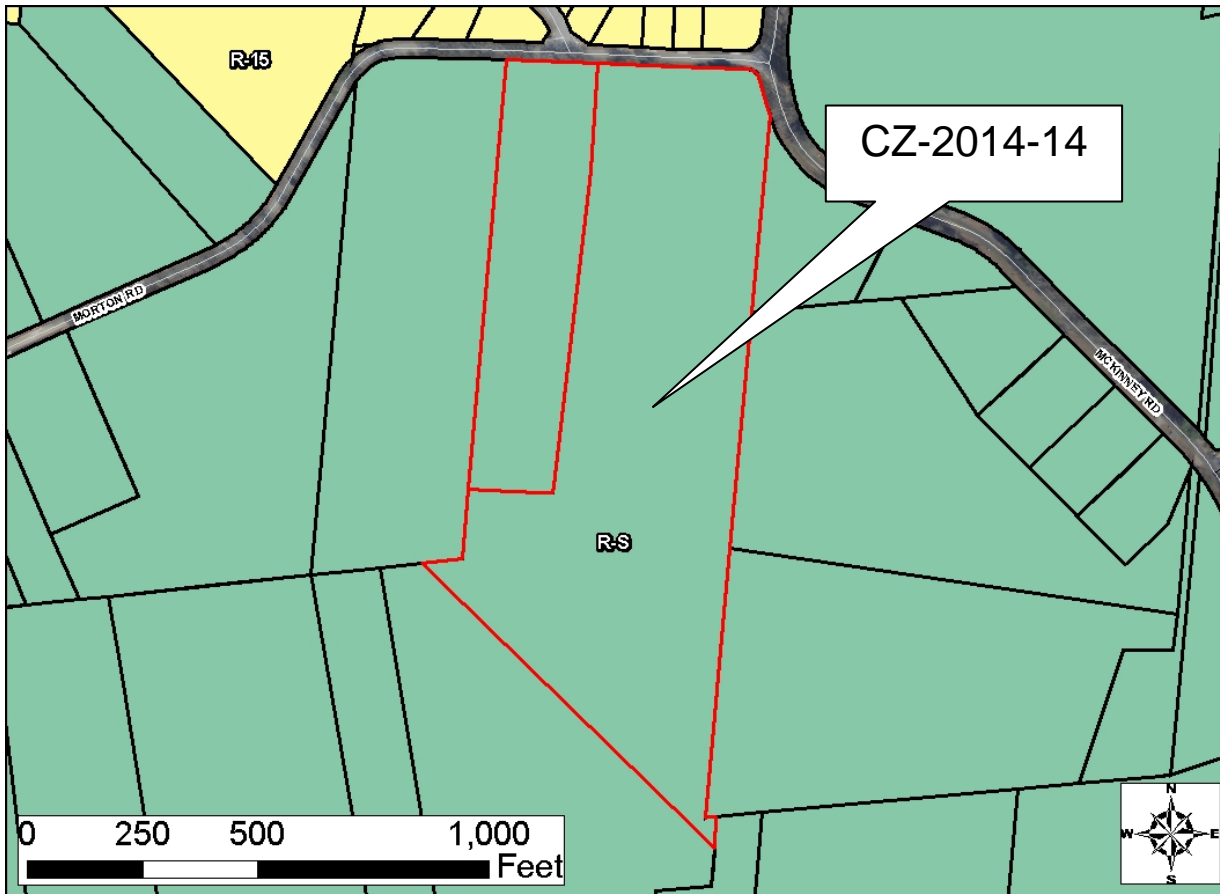 R-15
CZ-2014-14
MORTON RD
MCKINNEY RD
R-S
0 250 500 1,000
Feet
N
W E
S